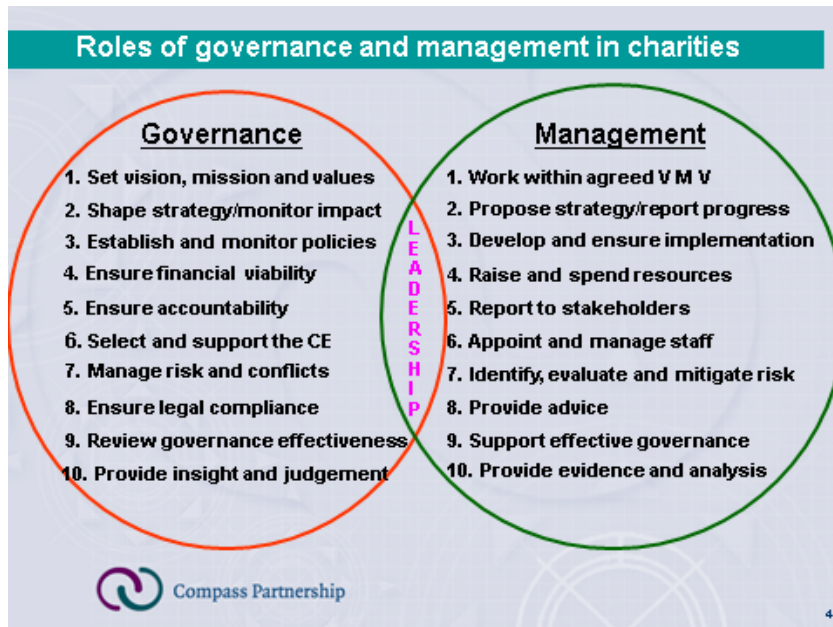 Roles of governance and management in charities
Governance
1. Set vision, mission and values
2. Shape strategy/monitor impact
3. Establish and monitor policies
4. Ensure financial viability
5. Ensure accountability
6. Select and support the CE
7. Manage risk and conflicts
8. Ensure legal compliance
9. Review governance effectiveness
10. Provide insight and judgement
LEADERSHIP
Management
1. Work within agreed V M V
2. Propose strategy/report progress
3. Develop and ensure implementation
4. Raise and spend resources
5. Report to stakeholders
6. Appoint and manage staff
7. Identify, evaluate and mitigate risk
8. Provide advice
9. Support effective governance
10. Provide evidence and analysis
Compass Partnership
4